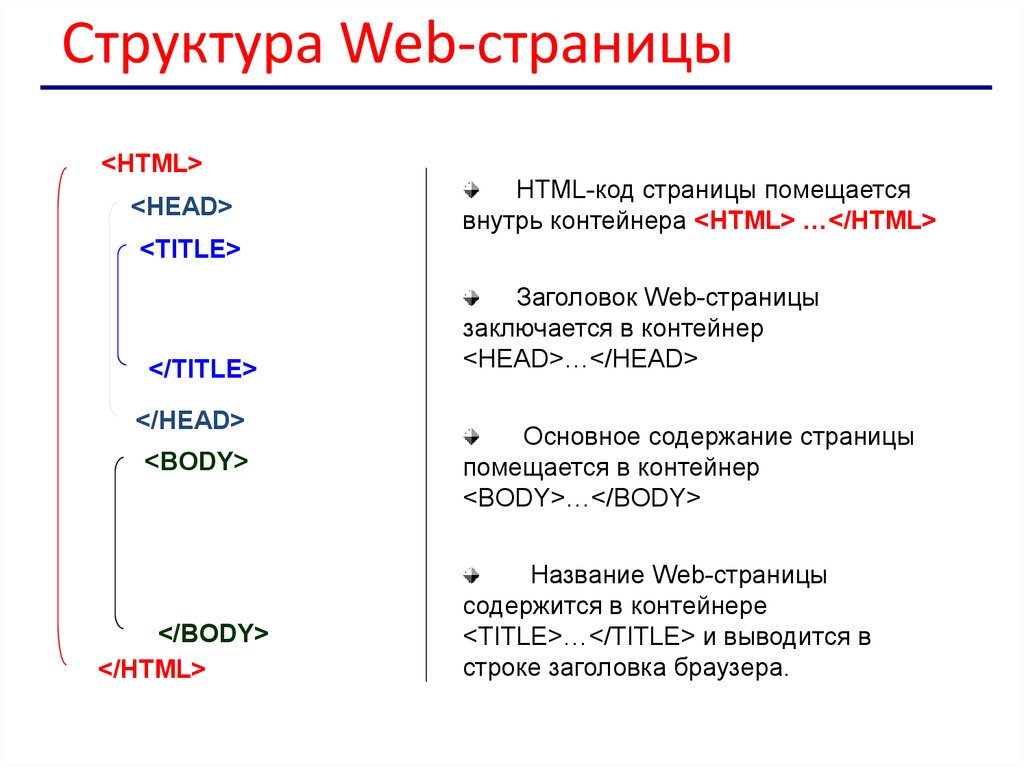 Структура Web-страницы
<HTML>
<HEAD>
<TITLE>
</TITLE>
</HEAD>
<BODY>
</BODY>
</HTML>
HTML-код страницы помещается
внутрь контейнера <HTML> …</HTML>
Заголовок Web-страницы
заключается в контейнер
<HEAD>…</HEAD>
Основное содержание страницы
помещается в контейнер
<BODY>…</BODY>
Название Web-страницы
содержится в контейнере
<TITLE>…</TITLE> и выводится в
строке заголовка браузера.